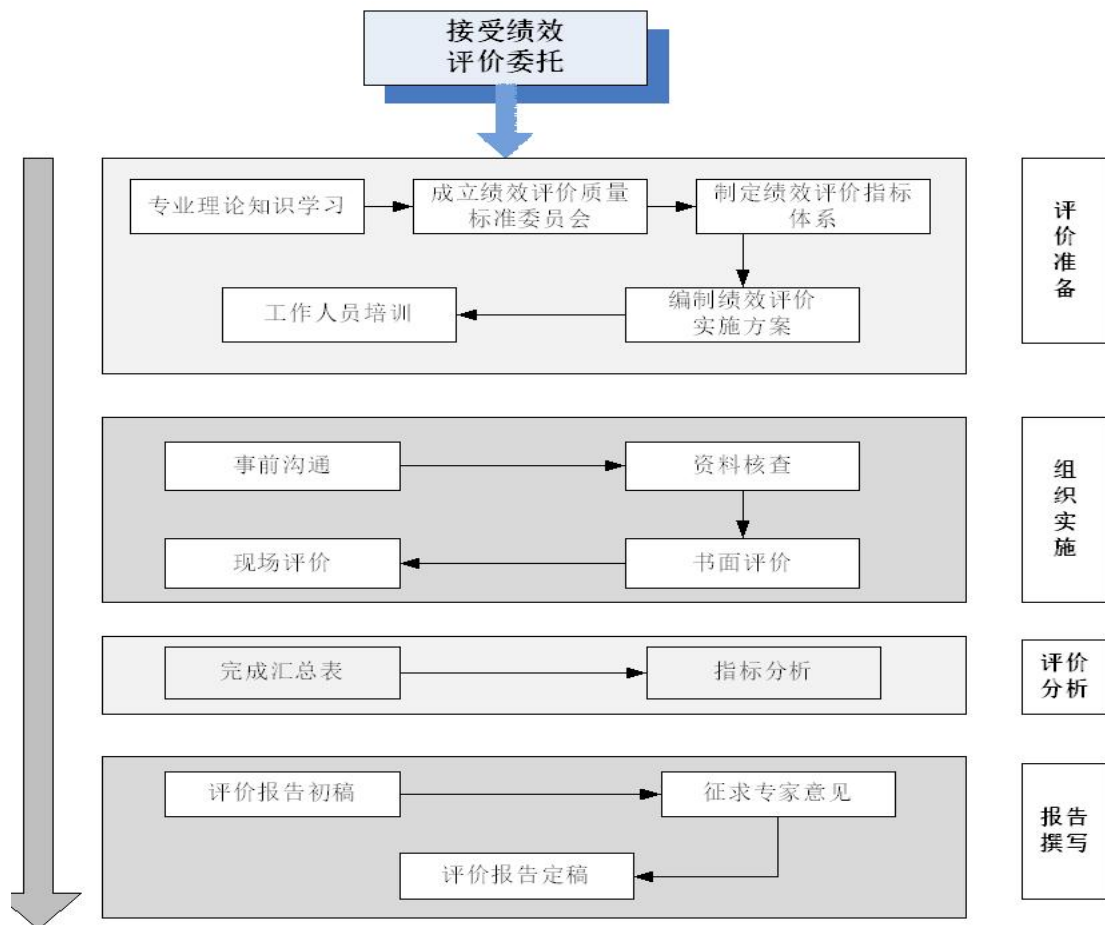 接受绩效
评价委托
专业理论知识学习
成立绩效评价质量
标准委员会
制定绩效评价指标
体系
编制绩效评价
实施方案
工作人员培训
评
价
准
备
事前沟通
资料核查
书面评价
现场评价
组
织
实
施
完成汇总表
指标分析
评价
分析
评价报告初稿
征求专家意见
评价报告定稿
报告
撰写